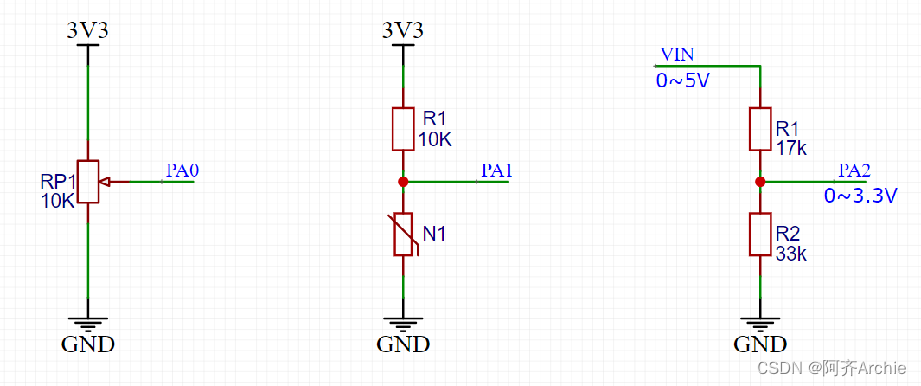 3V3
RP1
10K
PA0
GND
3V3
R1
10K
PA1
N1
GND
VIN
0~5V
R1
17k
PA2
0~3.3V
R2
33k
GND
CSDN @阿齐Archie